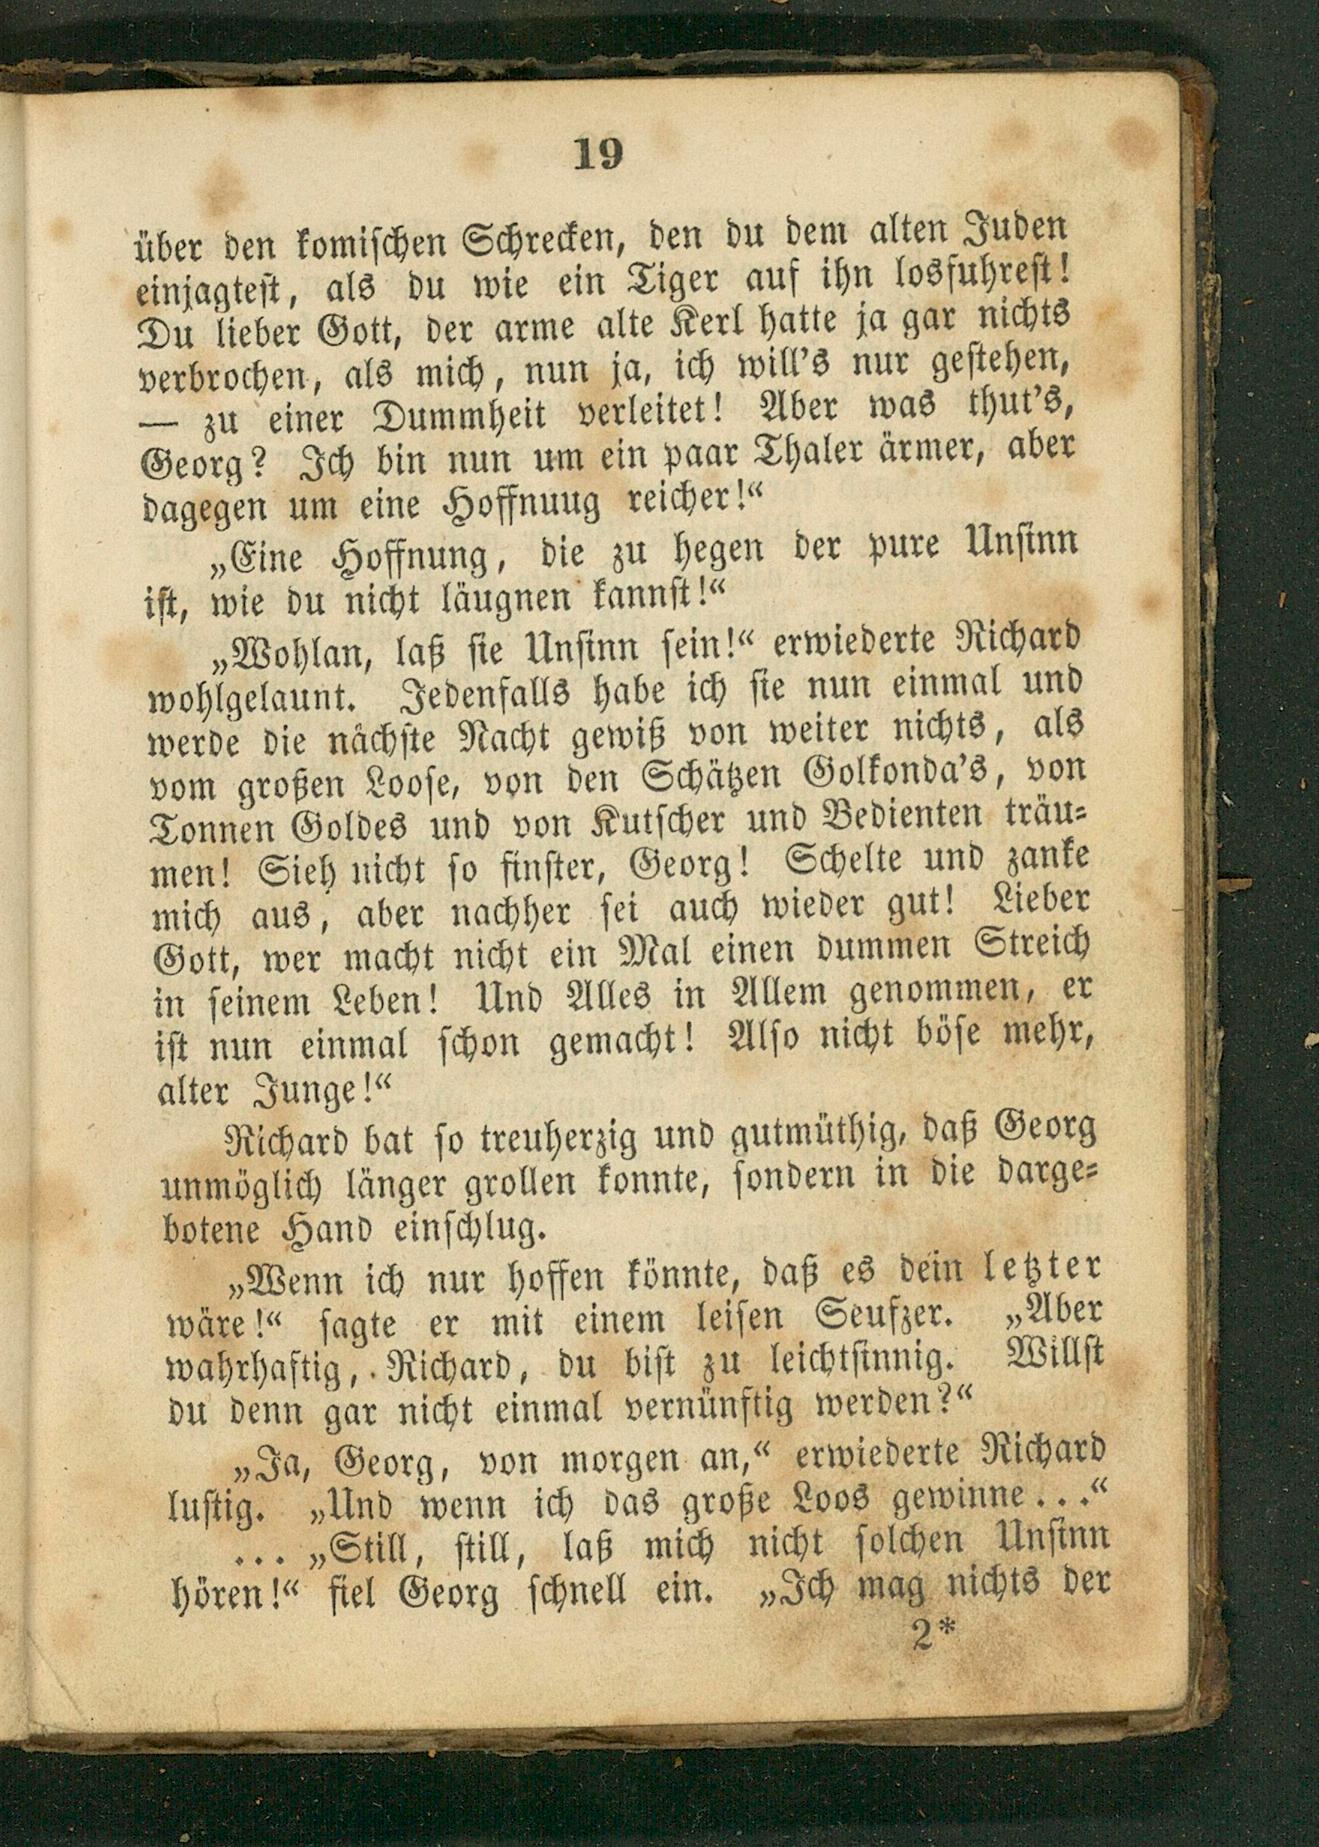 19
über den komischen Schrecken, den du dem alten Juden
einjagtest, als du wie ein Tiger auf ihn losfuhrest!
Du lieber Gott, der arme alte Kerl hatte ja gar nichts
verbrochen, als mich, nun ja, ich will's nur gestehen,
— zu einer Dummheit verleitet! Aber was thut's,
Georg? Ich bin nun um ein paar Thaler ärmer, aber
dagegen um eine Hoffnuug reicher!“
„Eine Hoffnung, die zu hegen der pure Unsinn
ist, wie du nicht läugnen kannst!“
„Wohlan, laß sie Unsinn sein!“ erwiederte Richard
wohlgelaunt. Jedenfalls habe ich sie nun einmal und
werde die nächste Nacht gewiß von weiter nichts, als
vom großen Loose, von den Schätzen Golkonda's, von
Tonnen Goldes und von Kutscher und Bedienten träu-
men! Sieh nicht so finster, Georg! Schelte und zanke
mich aus, aber nachher sei auch wieder gut! Lieber
Gott, wer macht nicht ein Mal einen dummen Streich
in seinem Leben! Und Alles in Allem genommen, er
ist nun einmal schon gemacht! Also nicht böse mehr,
alter Junge!“
Richard bat so treuherzig und gutmüthig, daß Georg
unmöglich länger grollen konnte, sondern in die darge-
botene Hand einschlug.
„Wenn ich nur hoffen könnte, daß es dein letzter
wäre!“ sagte er mit einem leisen Seufzer. „Aber
wahrhaftig, Richard, du bist zu leichtsinnig. Willst
du denn gar nicht einmal vernünftig werden?“
„Ja, Georg, von morgen an,“ erwiederte Richard
lustig. „Und wenn ich das große Loos gewinne...“
... „Still, still, laß mich nicht solchen Unsinn
hören!“ fiel Georg schnell ein. „Ich mag nichts der
2*